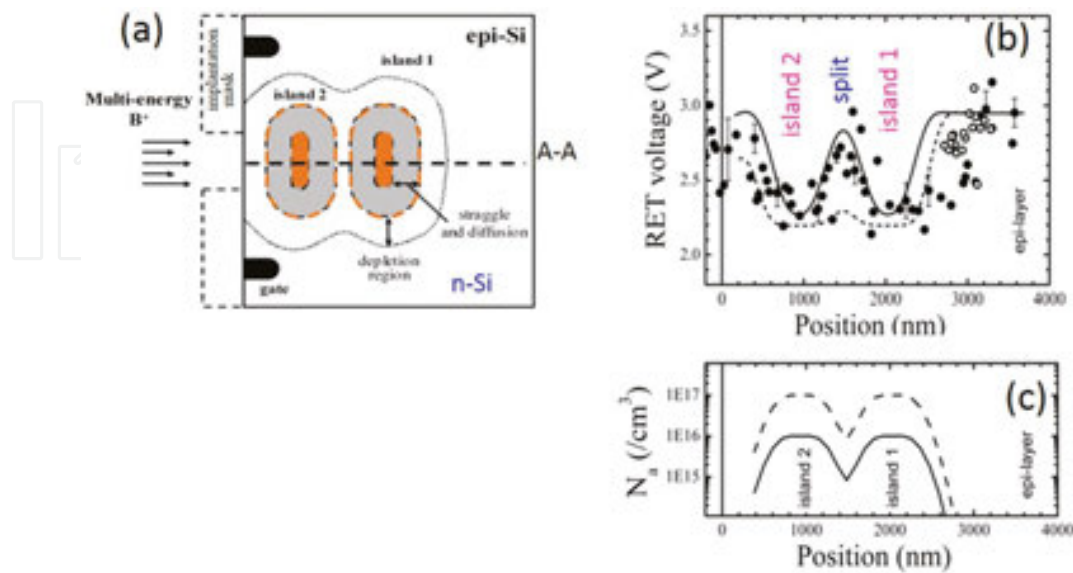 (a)
epi-Si
island 1
island 2
implantation
mask
Multi-energy
B⁺
A-A
straggle
and diffusion
depletion
region
gate
n-Si
(b)
3.5
3.0
2.5
2.0
RET voltage (V)
island 2
split
island 1
epi-layer
0
1000
2000
3000
4000
Position (nm)
(c)
1E17
1E16
1E15
Nₐ (/cm³)
island 2
island 1
epi-layer
0
1000
2000
3000
4000
Position (nm)